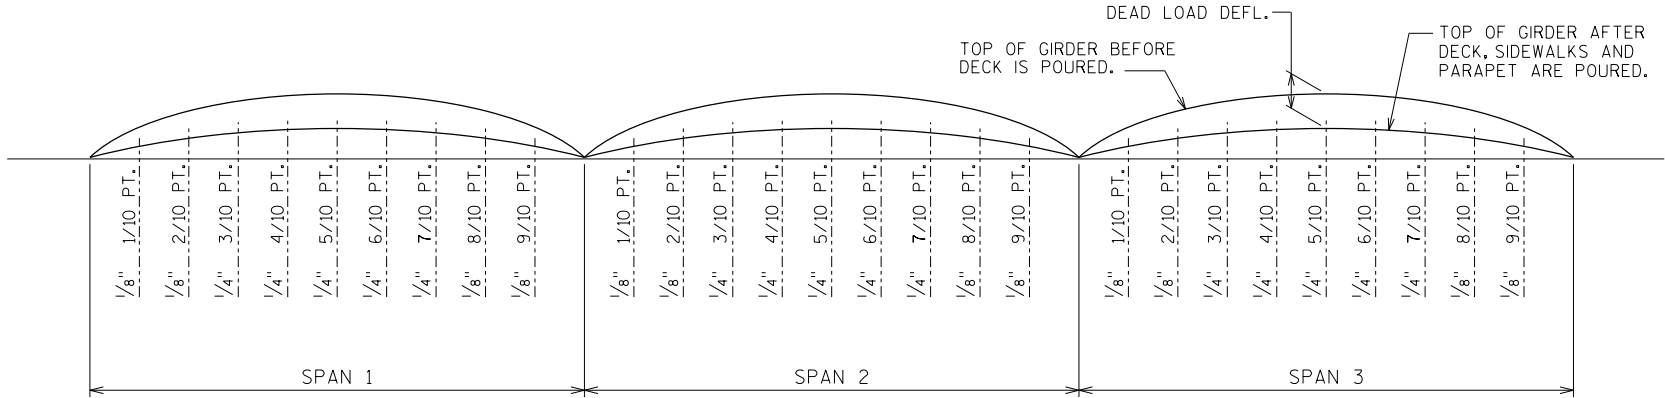 DEAD LOAD DEFL.
TOP OF GIRDER BEFORE
DECK IS POURED.
TOP OF GIRDER AFTER
DECK, SIDEWALKS AND
PARAPET ARE POURED.
1/8" 1/10 PT.
1/8" 2/10 PT.
1/4" 3/10 PT.
1/4" 4/10 PT.
1/4" 5/10 PT.
1/4" 6/10 PT.
1/4" 7/10 PT.
1/8" 8/10 PT.
1/8" 9/10 PT.
1/8" 1/10 PT.
1/8" 2/10 PT.
1/4" 3/10 PT.
1/4" 4/10 PT.
1/4" 5/10 PT.
1/4" 6/10 PT.
1/4" 7/10 PT.
1/8" 8/10 PT.
1/8" 9/10 PT.
1/8" 1/10 PT.
1/8" 2/10 PT.
1/4" 3/10 PT.
1/4" 4/10 PT.
1/4" 5/10 PT.
1/4" 6/10 PT.
1/4" 7/10 PT.
1/8" 8/10 PT.
1/8" 9/10 PT.
SPAN 1
SPAN 2
SPAN 3